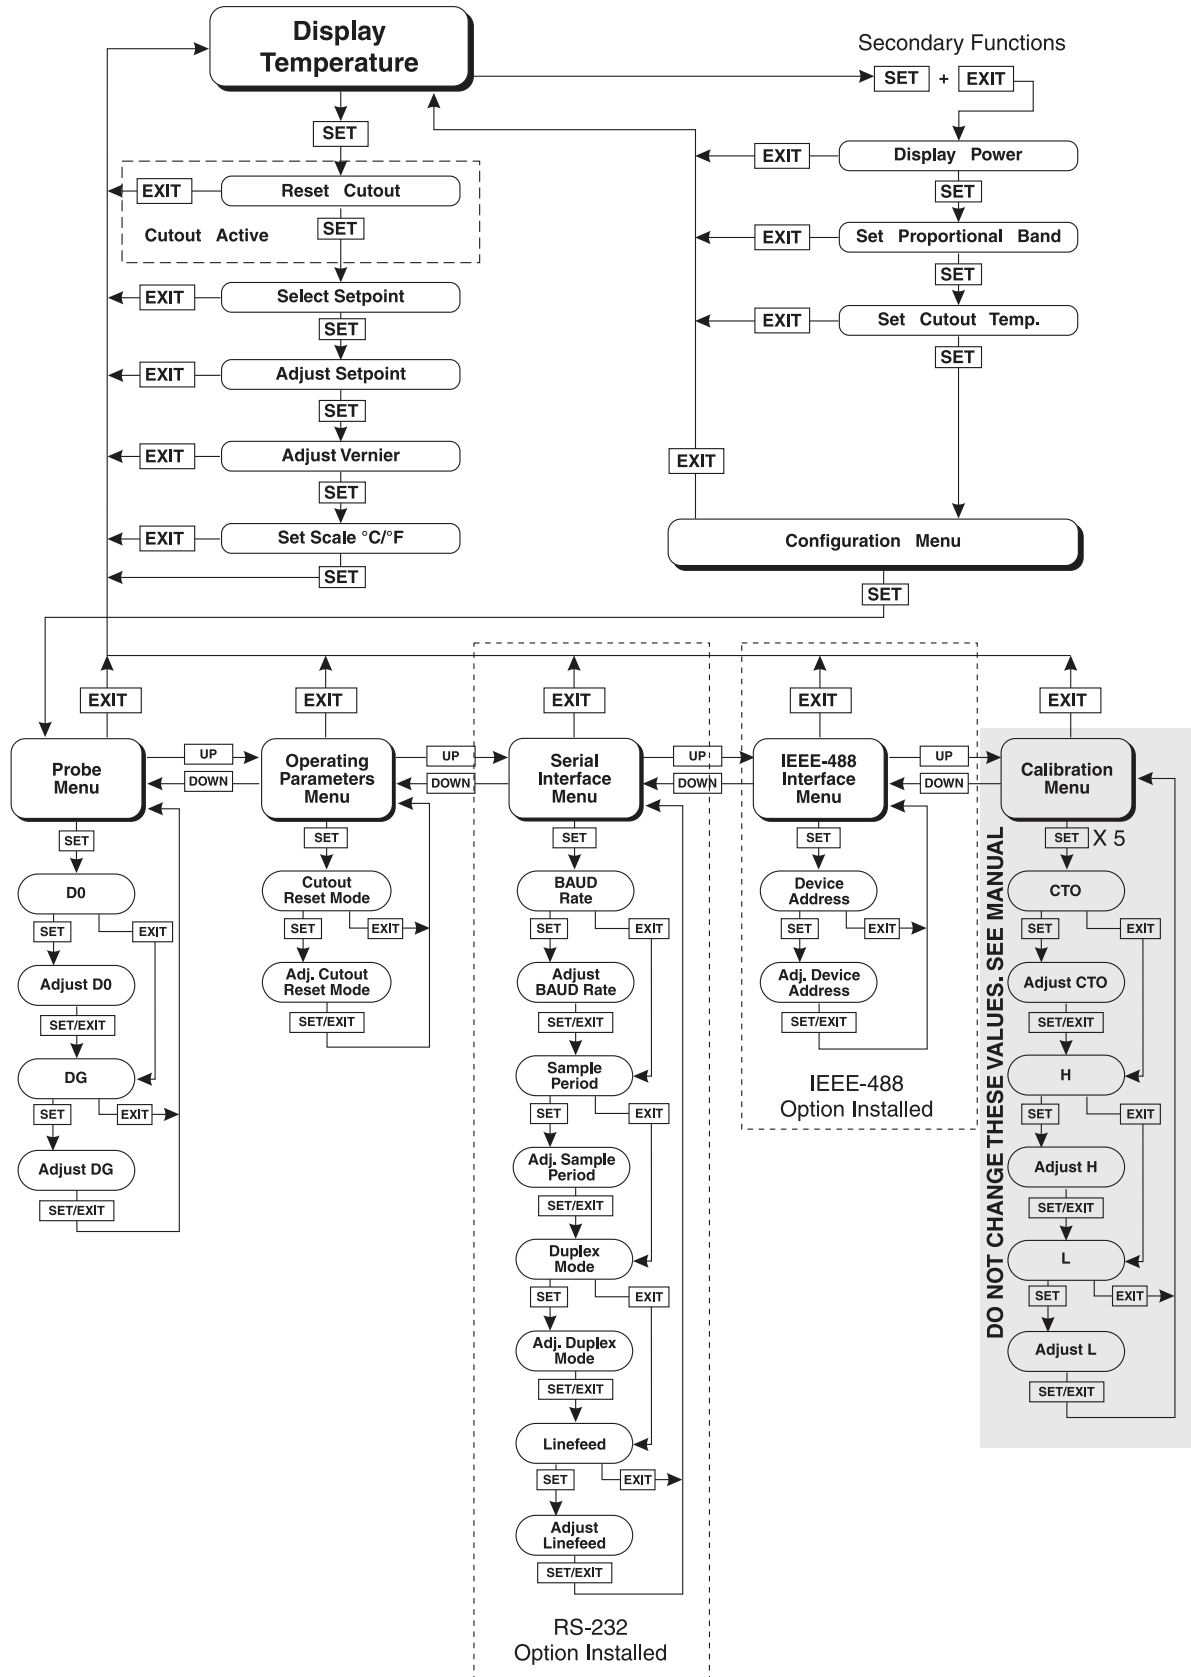 Display
Temperature
Secondary Functions
SET + EXIT
SET
EXIT
Reset Cutout
SET
Cutout Active
EXIT
Select Setpoint
SET
EXIT
Adjust Setpoint
SET
EXIT
Adjust Vernier
SET
EXIT
Set Scale °C/°F
SET
EXIT
Display Power
SET
EXIT
Set Proportional Band
SET
EXIT
Set Cutout Temp.
SET
EXIT
Configuration Menu
SET
EXIT
EXIT
EXIT
EXIT
EXIT
Probe
Menu
UP
DOWN
Operating
Parameters
Menu
UP
DOWN
Serial
Interface
Menu
UP
DOWN
IEEE-488
Interface
Menu
UP
DOWN
Calibration
Menu
SET
D0
SET
EXIT
Adjust D0
SET/EXIT
DG
SET
EXIT
Adjust DG
SET/EXIT
SET
Cutout
Reset Mode
SET
EXIT
Adj. Cutout
Reset Mode
SET/EXIT
SET
BAUD
Rate
SET
EXIT
Adjust
BAUD Rate
SET/EXIT
Sample
Period
SET
EXIT
Adj. Sample
Period
SET/EXIT
Duplex
Mode
SET
EXIT
Adj. Duplex
Mode
SET/EXIT
Linefeed
SET
EXIT
Adjust
Linefeed
SET/EXIT
RS-232
Option Installed
SET
Device
Address
SET
EXIT
Adj. Device
Address
SET/EXIT
IEEE-488
Option Installed
DO NOT CHANGE THESE VALUES. SEE MANUAL
SET X 5
CTO
SET
EXIT
Adjust CTO
SET/EXIT
H
SET
EXIT
Adjust H
SET/EXIT
L
SET
EXIT
Adjust L
SET/EXIT